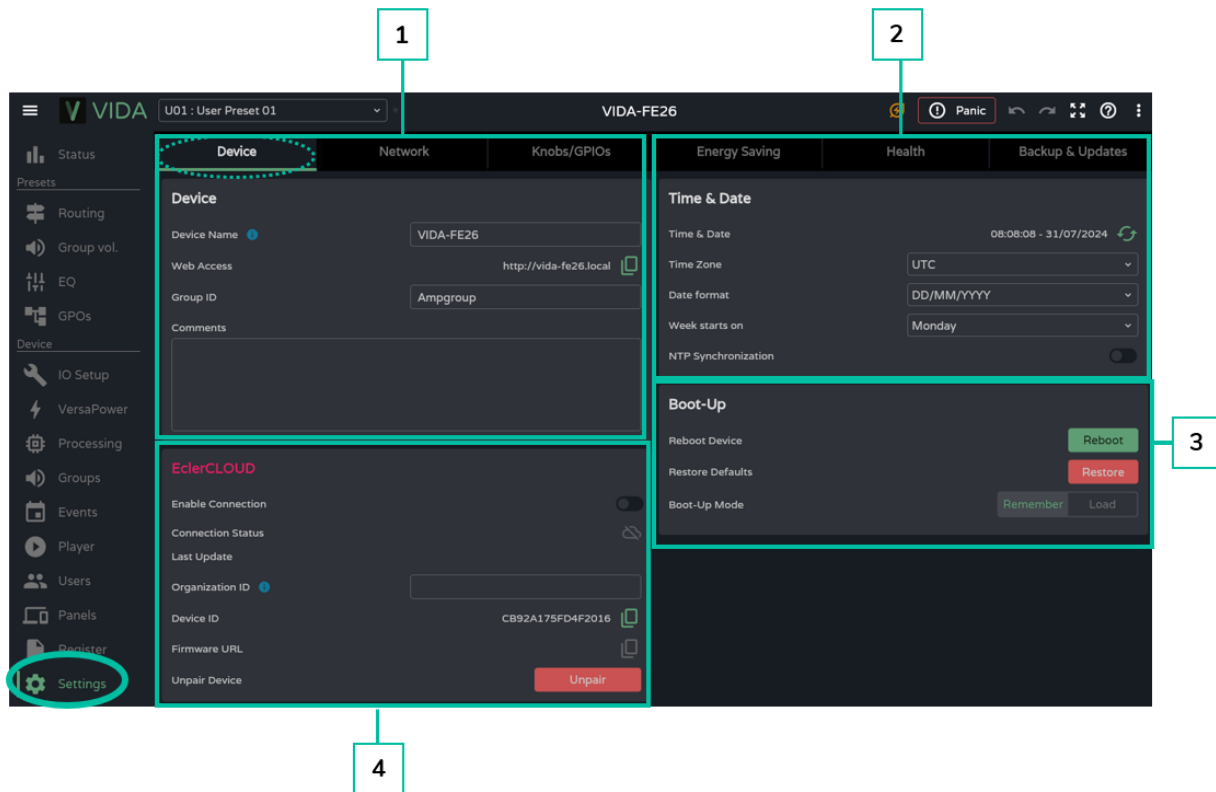 1
2
VIDA
U01 : User Preset 01
VIDA-FE26
Panic
Status
Presets
Routing
Group vol.
EQ
GPOs
Device
IO Setup
VersaPower
Processing
Groups
Events
Player
Users
Panels
Register
Settings
Device Network Knobs/GPIOs
Device
Device Name
VIDA-FE26
Web Access
http://vida-fe26.local
Group ID
Ampgroup
Comments
EclerCLOUD
Enable Connection
Connection Status
Last Update
Organization ID
Device ID
CB92A175FD4F2016
Firmware URL
Unpair Device
Unpair
Energy Saving Health Backup & Updates
Time & Date
Time & Date
08:08:08 - 31/07/2024
Time Zone
UTC
Date format
DD/MM/YYYY
Week starts on
Monday
NTP Synchronization
Boot-Up
Reboot Device
Reboot
Restore Defaults
Restore
Boot-Up Mode
Remember Load
3
4